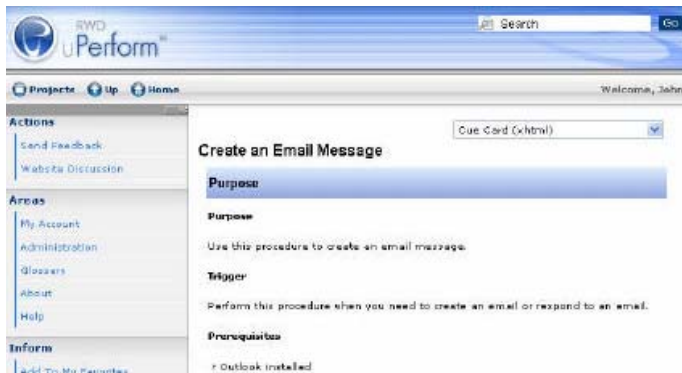 RWD
uPerform™
Search
Go
Projects Up Home
Welcome, John
Actions
Send Feedback
Website Discussion
Areas
My Account
Administration
Glossary
About
Help
Inform
Add To My Favorites
Cue Card (xhtml)
Create an Email Message
Purpose
Purpose
Use this procedure to create an email message.
Trigger
Perform this procedure when you need to create an email or respond to an email.
Prerequisites
Outlook installed